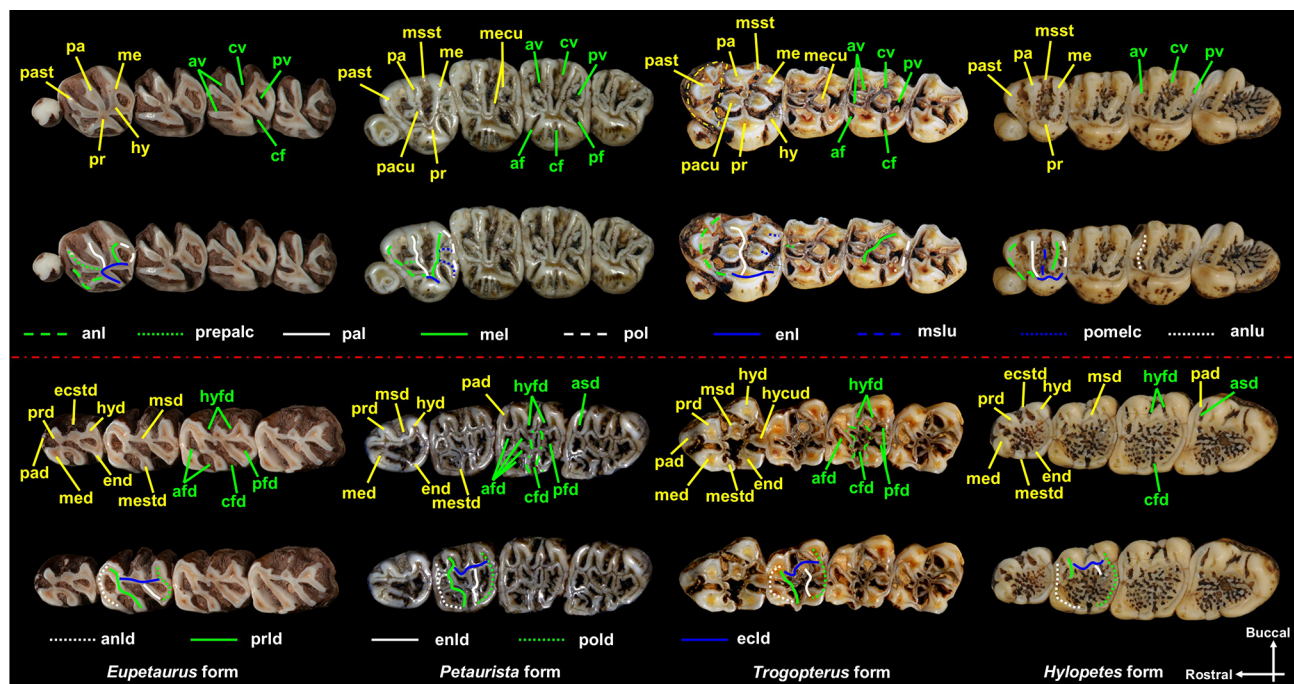 past pa me av cv pv
pr hy cf
past pa msst me mecu av cv pv
pacu pr af cf pf
past pa msst me mecu av cv pv
pacu pr hy af cf
past pa msst me av cv pv
pr
anl prepalc pal mel pol enl mslu pomelc anlu
pad prd ecstd hyd msd hyfd
med end mestd afd cfd pfd
prd msd hyd pad hyfd asd
med end mestd afd cfd pfd
pad prd msd hyd hycud hyfd
med mestd end afd cfd pfd
prd ecstd hyd msd hyfd pad asd
med mestd end cfd
anld prld enld pold ecld
Eupetaurus form Petaurista form Trogopterus form Hylopetes form
Buccal
Rostral